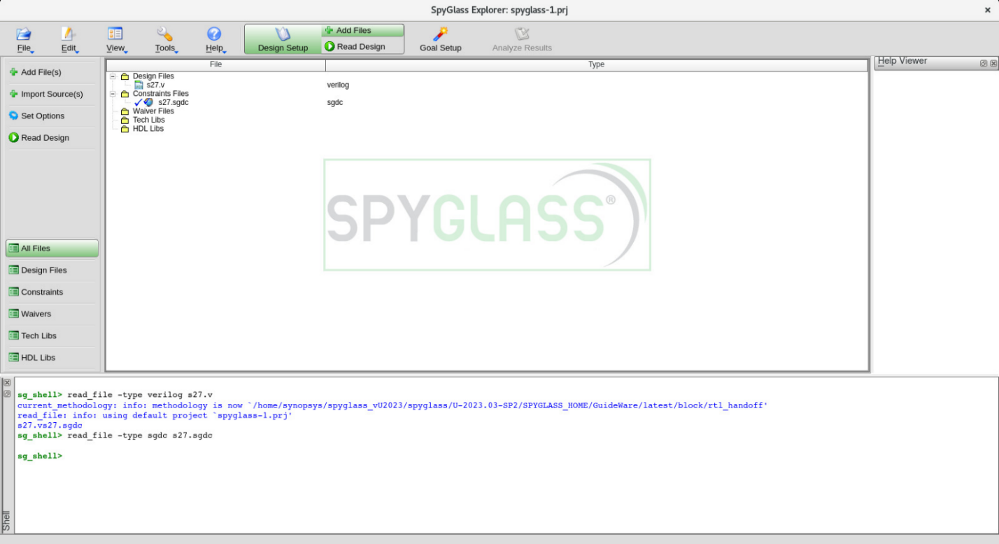 SpyGlass Explorer: spyglass-1.prj
×
File Edit View Tools Help Design Setup Add Files Read Design Goal Setup Analyze Results
Add File(s)
Import Source(s)
Set Options
Read Design
All Files
Design Files
Constraints
Waivers
Tech Libs
HDL Libs
File Type
Design Files
s27.v verilog
Constraints Files
s27.sgdc sgdc
Waiver Files
Tech Libs
HDL Libs
SPYGLASS®
Help Viewer
sg_shell> read_file -type verilog s27.v
current_methodology: info: methodology is now `/home/synopsys/spyglass_vU2023/spyglass/U-2023.03-SP2/SPYGLASS_HOME/GuideWare/latest/block/rtl_handoff'
read_file: info: using default project `spyglass-1.prj'
s27.vs27.sgdc
sg_shell> read_file -type sgdc s27.sgdc
sg_shell>
Shell